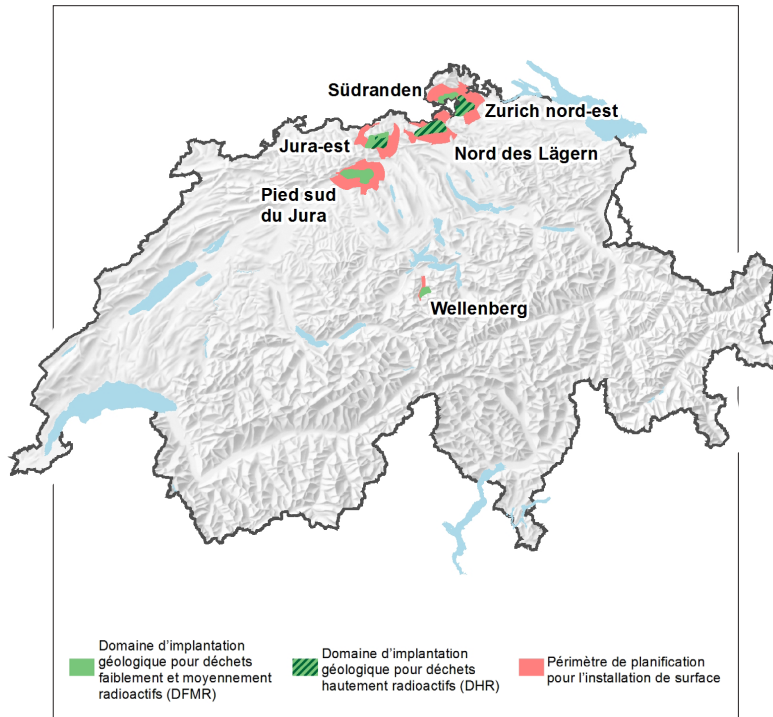 Südranden
Zurich nord-est
Jura-est
Nord des Lägern
Pied sud
du Jura
Wellenberg
Domaine d'implantation
géologique pour déchets
faiblement et moyennement
radioactifs (DFMR)
Domaine d'implantation
géologique pour déchets
hautement radioactifs (DHR)
Périmètre de planification
pour l'installation de surface